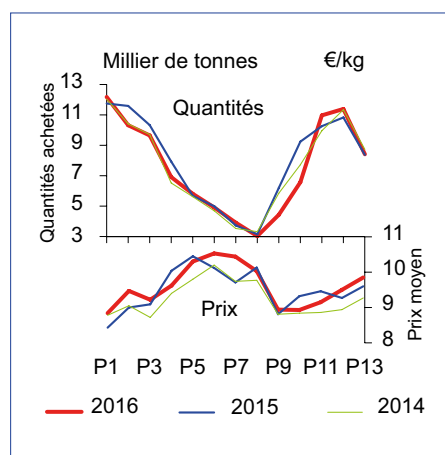 Millier de tonnes €/kg
Quantités
Quantités achetées
13
11
9
7
5
3
Prix
Prix moyen
11
10
9
8
P1 P3 P5 P7 P9 P11 P13
2016 2015 2014